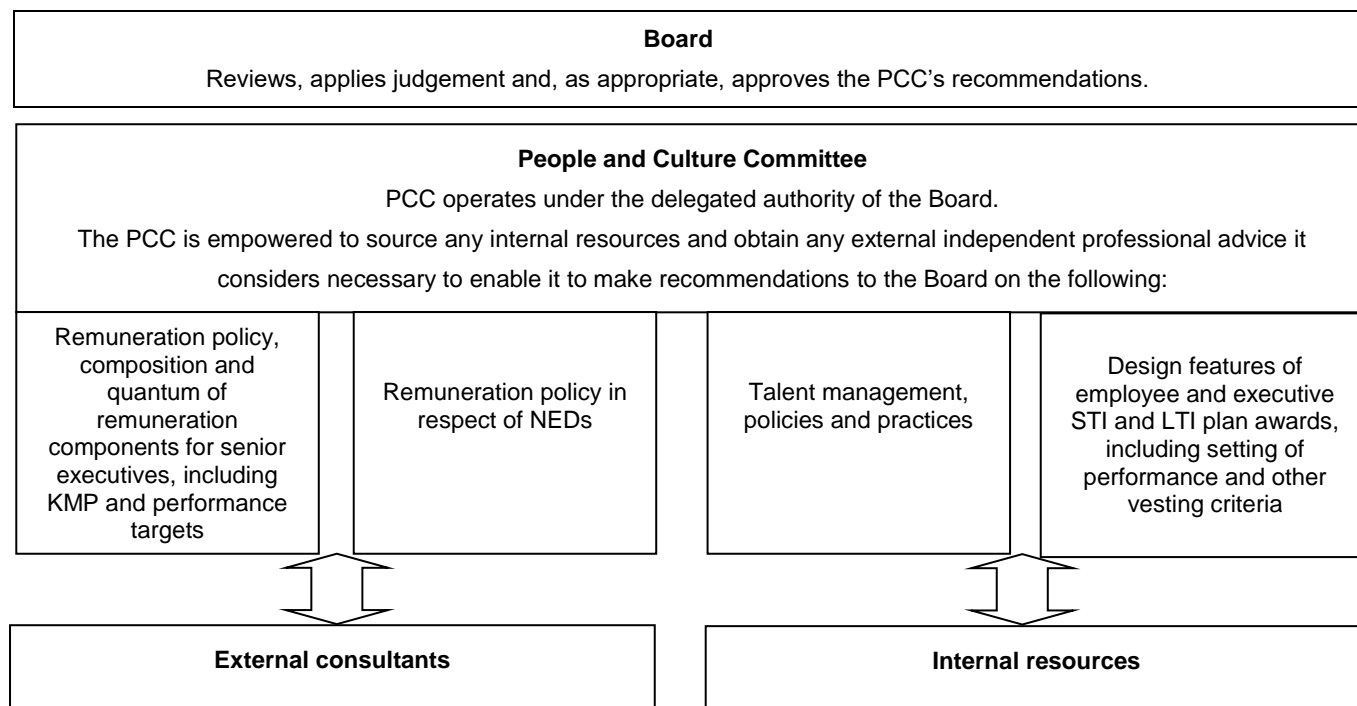 Board
Reviews, applies judgement and, as appropriate, approves the PCC’s recommendations.
People and Culture Committee
PCC operates under the delegated authority of the Board.
The PCC is empowered to source any internal resources and obtain any external independent professional advice it
considers necessary to enable it to make recommendations to the Board on the following:
Remuneration policy,
composition and
quantum of
remuneration
components for senior
executives, including
KMP and performance
targets
Remuneration policy in
respect of NEDs
Talent management,
policies and practices
Design features of
employee and executive
STI and LTI plan awards,
including setting of
performance and other
vesting criteria
External consultants
Internal resources